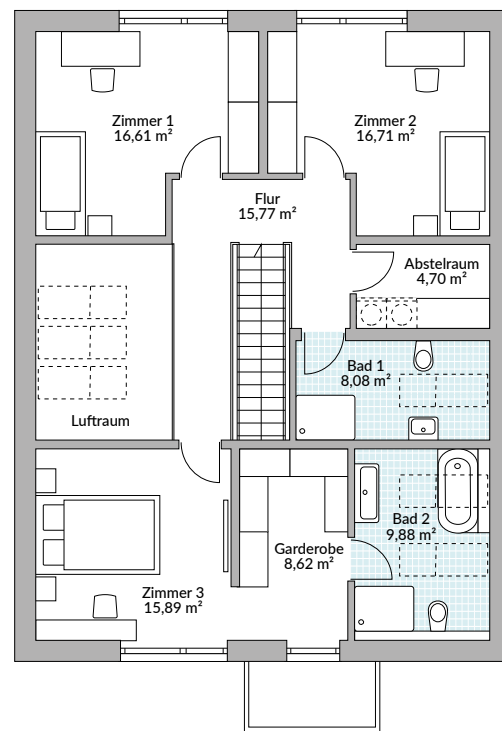 Zimmer 1
16,61 m²
Zimmer 2
16,71 m²
Flur
15,77 m²
Abstelraum
4,70 m²
Bad 1
8,08 m²
Luftraum
Bad 2
9,88 m²
Garderobe
8,62 m²
Zimmer 3
15,89 m²